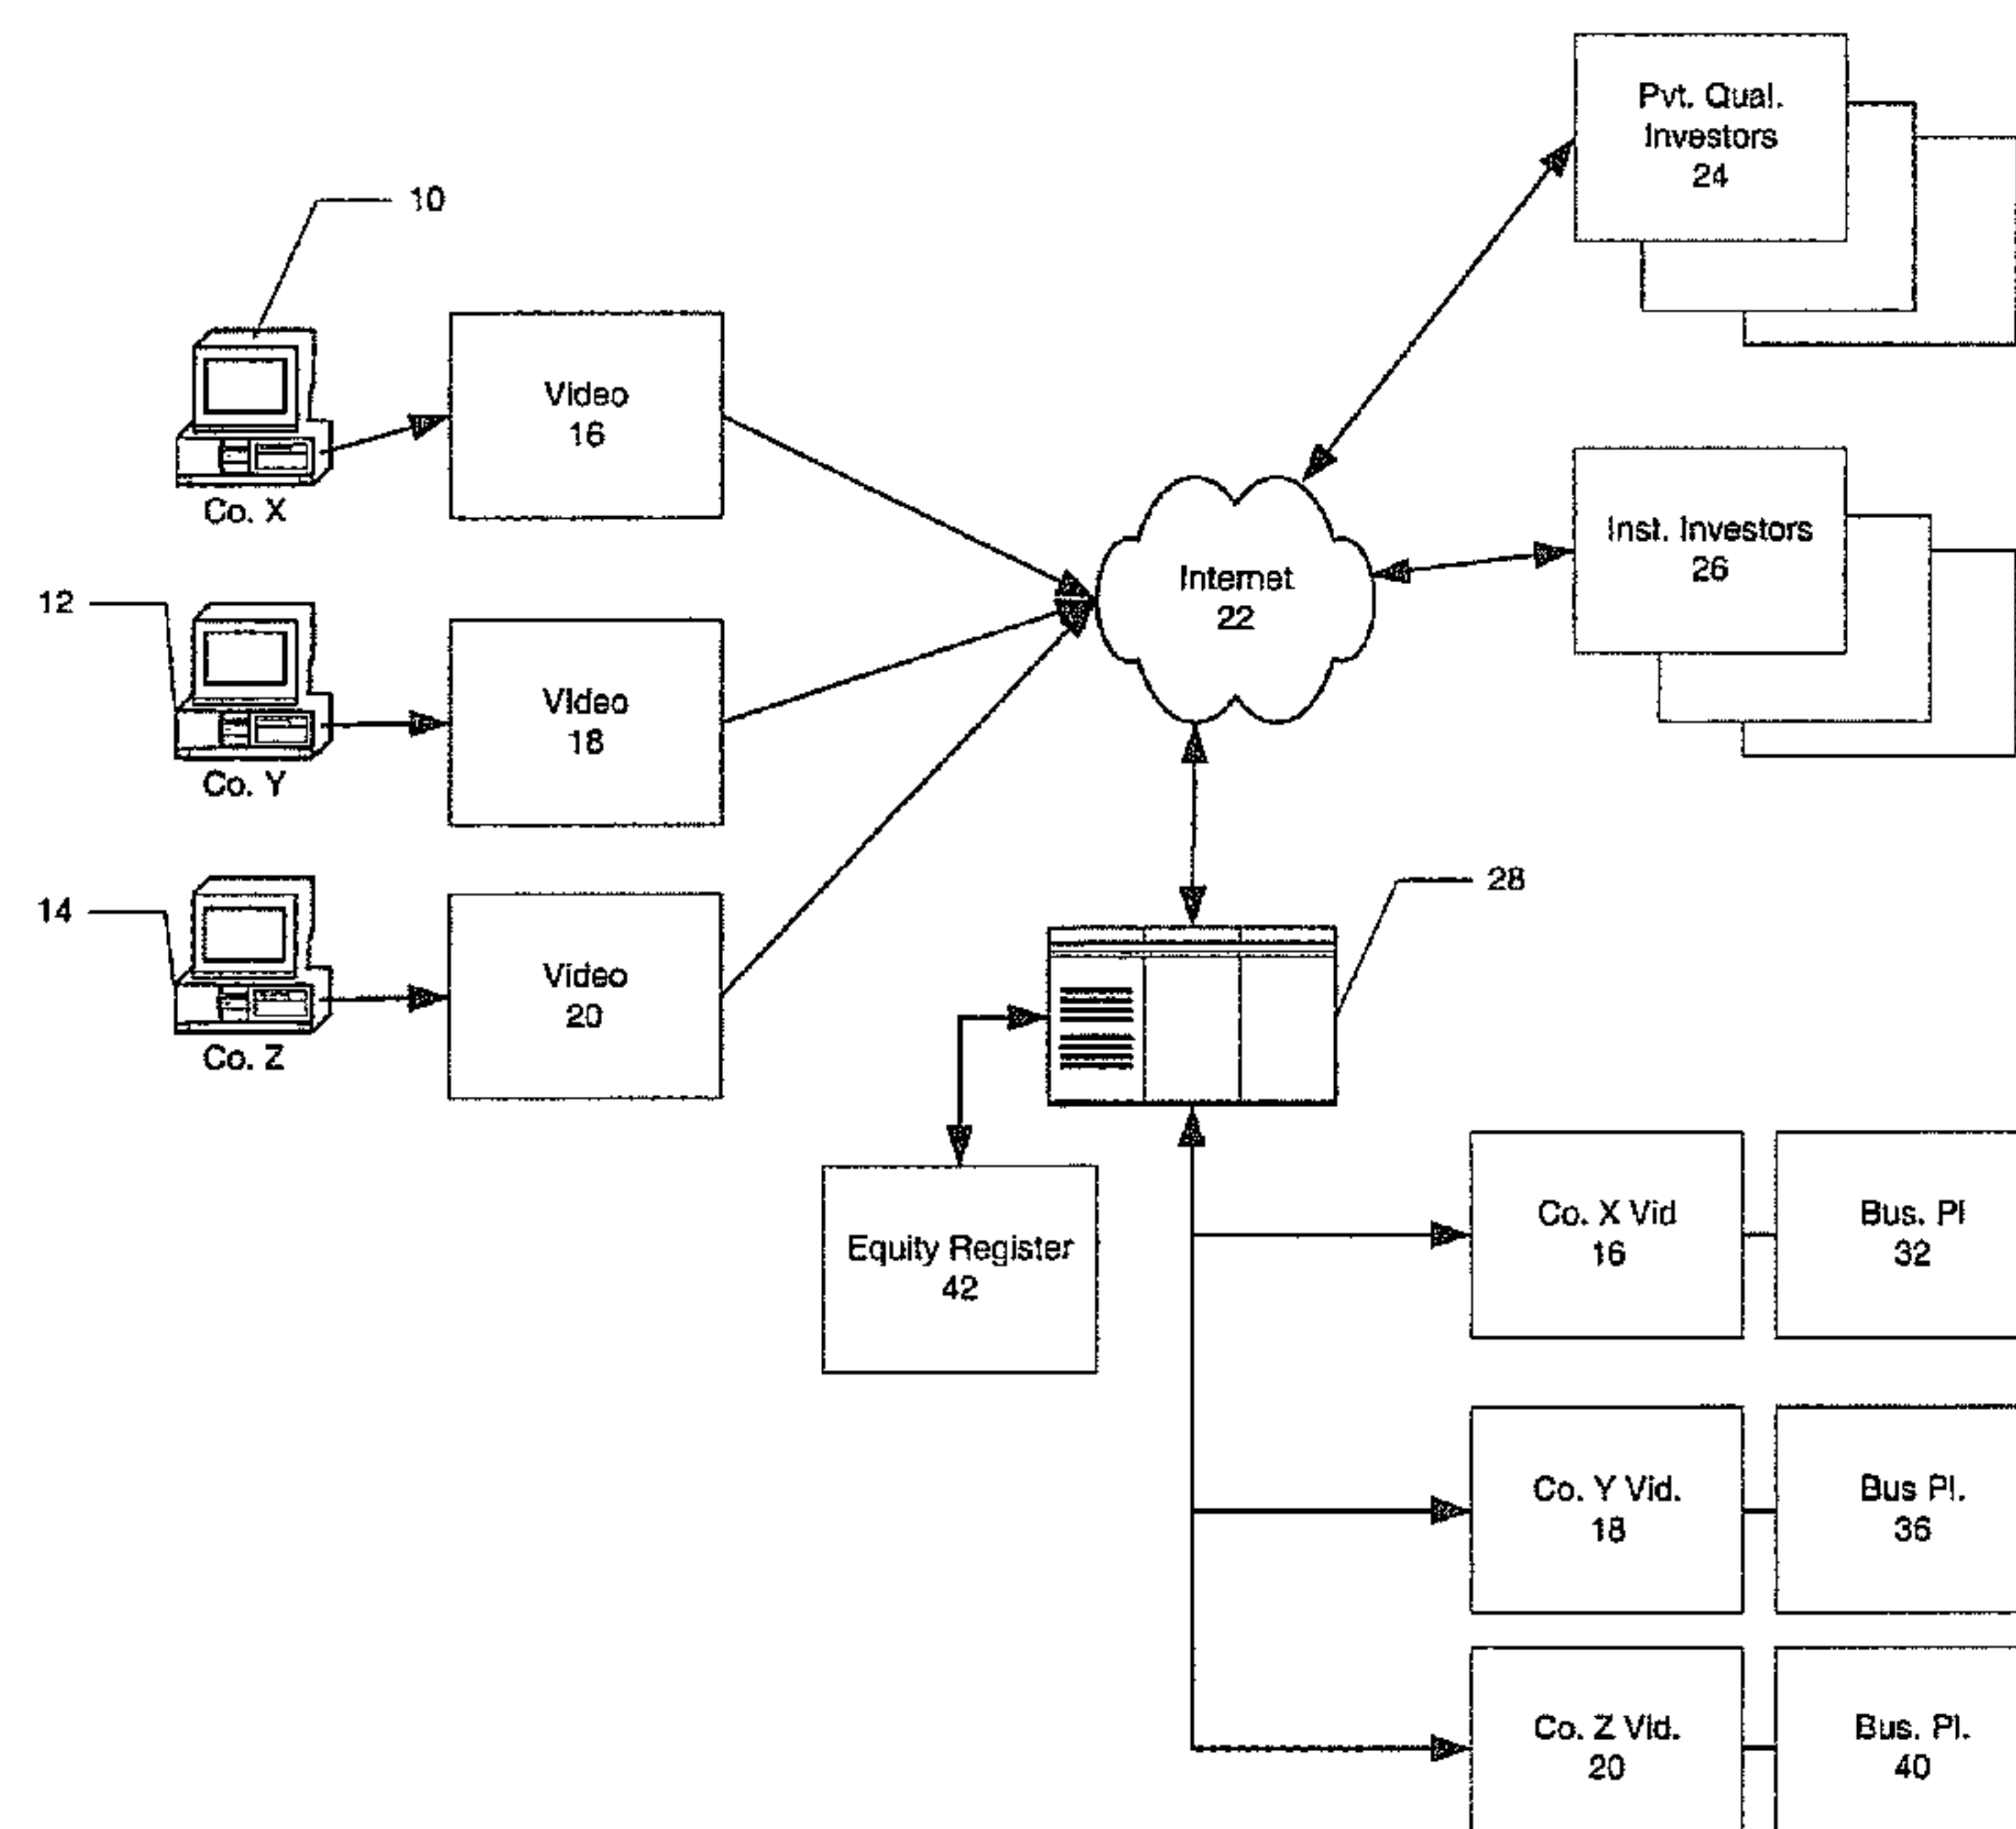 Pvt. Qual.
Investors
24
10
Video
16
Co. X
Inst. Investors
26
Internet
22
12
Video
18
Co. Y
28
14
Video
20
Co. Z
Equity Register
42
Co. X Vid
16
Bus. Pl
32
Co. Y Vid.
18
Bus Pl.
36
Co. Z Vid.
20
Bus. Pl.
40